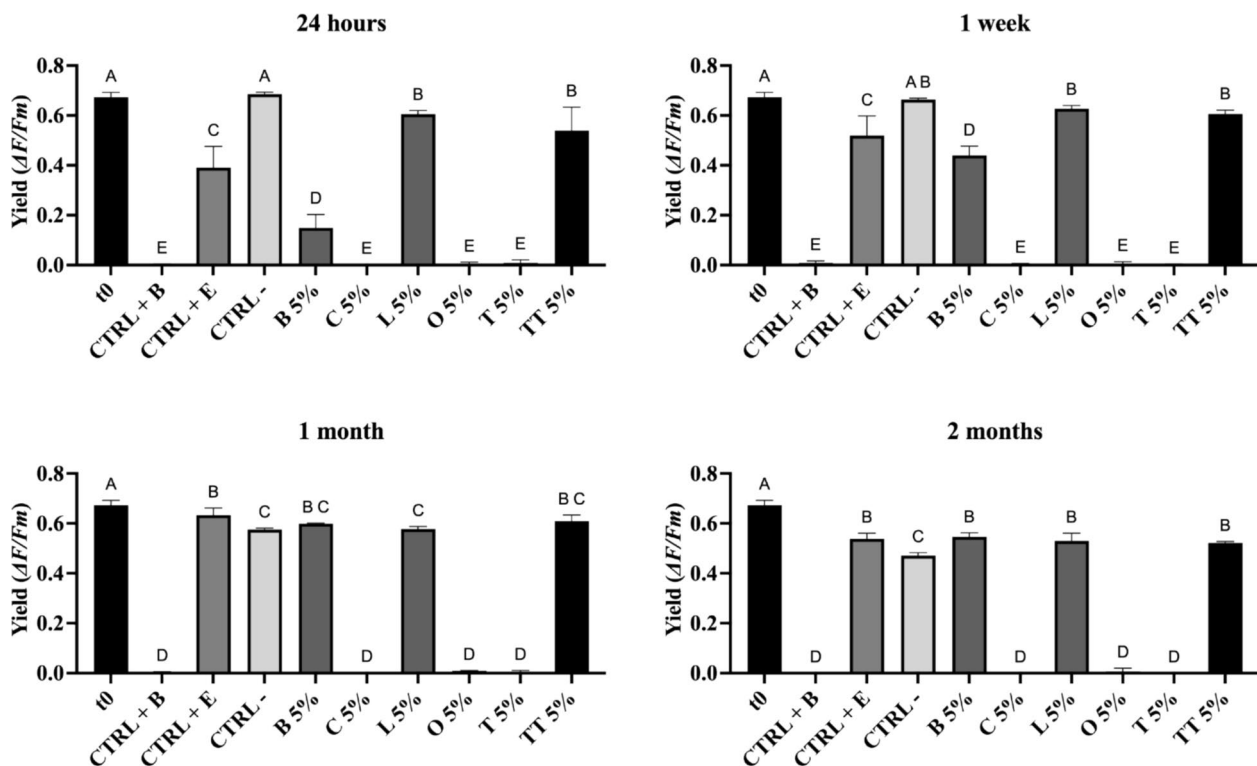 24 hours
Yield (ΔF/Fm)
0.8
0.6
0.4
0.2
0.0
A
E
C
A
D
E
B
E
E
B
t0
CTRL + B
CTRL + E
CTRL -
B 5%
C 5%
L 5%
O 5%
T 5%
TT 5%
1 week
Yield (ΔF/Fm)
0.8
0.6
0.4
0.2
0.0
A
E
C
A B
D
E
B
E
E
B
t0
CTRL + B
CTRL + E
CTRL -
B 5%
C 5%
L 5%
O 5%
T 5%
TT 5%
1 month
Yield (ΔF/Fm)
0.8
0.6
0.4
0.2
0.0
A
D
B
C
B C
D
C
D
D
B C
t0
CTRL + B
CTRL + E
CTRL -
B 5%
C 5%
L 5%
O 5%
T 5%
TT 5%
2 months
Yield (ΔF/Fm)
0.8
0.6
0.4
0.2
0.0
A
D
B
C
B
D
B
D
D
B
t0
CTRL + B
CTRL + E
CTRL -
B 5%
C 5%
L 5%
O 5%
T 5%
TT 5%